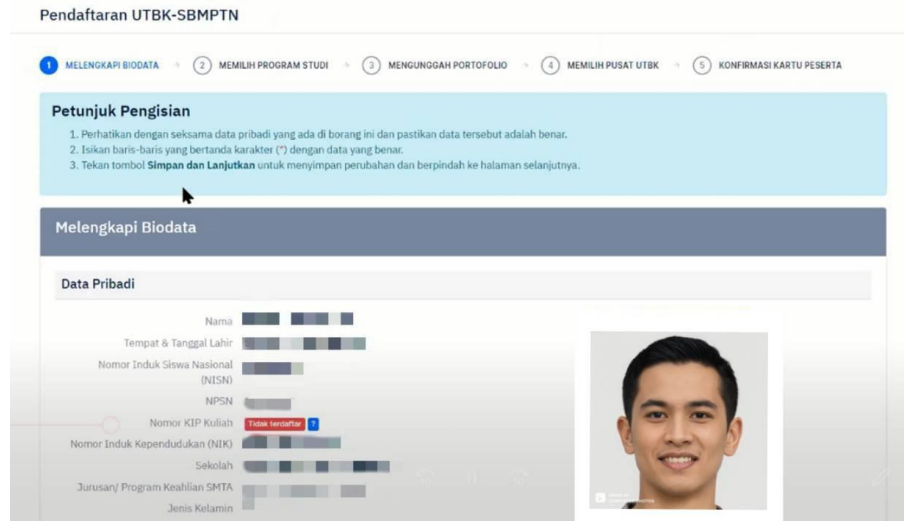 Pendaftaran UTBK-SBMPTN
1 MELENGKAPI BIODATA 2 MEMILIH PROGRAM STUDI 3 MENGUNGGAH PORTOFOLIO 4 MEMILIH PUSAT UTBK 5 KONFIRMASI KARTU PESERTA
Petunjuk Pengisian
1. Perhatikan dengan seksama data pribadi yang ada di borang ini dan pastikan data tersebut adalah benar.
2. Isikan baris-baris yang bertanda karakter (*) dengan data yang benar.
3. Tekan tombol Simpan dan Lanjutkan untuk menyimpan perubahan dan berpindah ke halaman selanjutnya.
Melengkapi Biodata
Data Pribadi
Nama
Tempat & Tanggal Lahir
Nomor Induk Siswa Nasional
(NISN)
NPSN
Nomor KIP Kuliah Tidak terdaftar ?
Nomor Induk Kependudukan (NIK)
Sekolah
Jurusan/ Program Keahlian SMTA
Jenis Kelamin